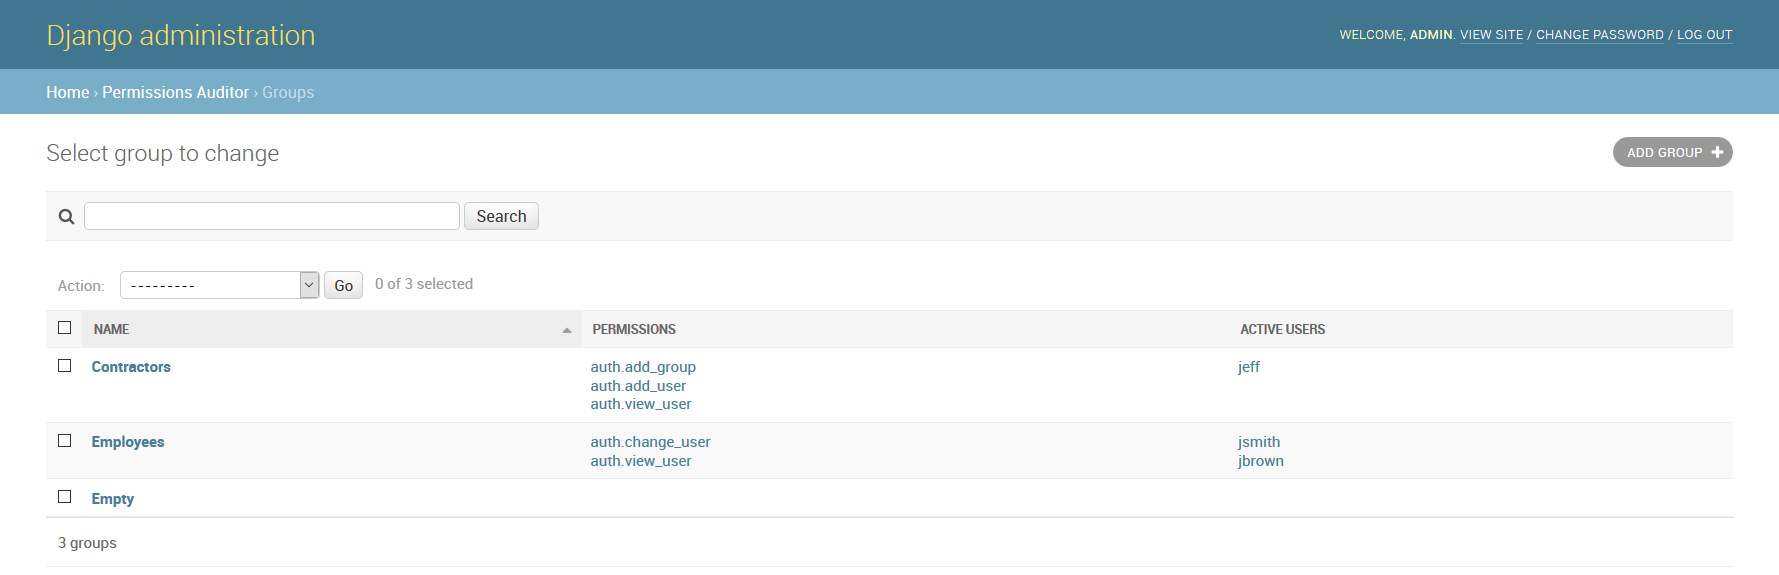 Django administration
WELCOME, ADMIN. VIEW SITE / CHANGE PASSWORD / LOG OUT
Home › Permissions Auditor › Groups
Select group to change
ADD GROUP +
Search
Action: --------- Go 0 of 3 selected
NAME PERMISSIONS ACTIVE USERS
Contractors auth.add_group jeff
auth.add_user
auth.view_user
Employees auth.change_user jsmith
auth.view_user jbrown
Empty
3 groups